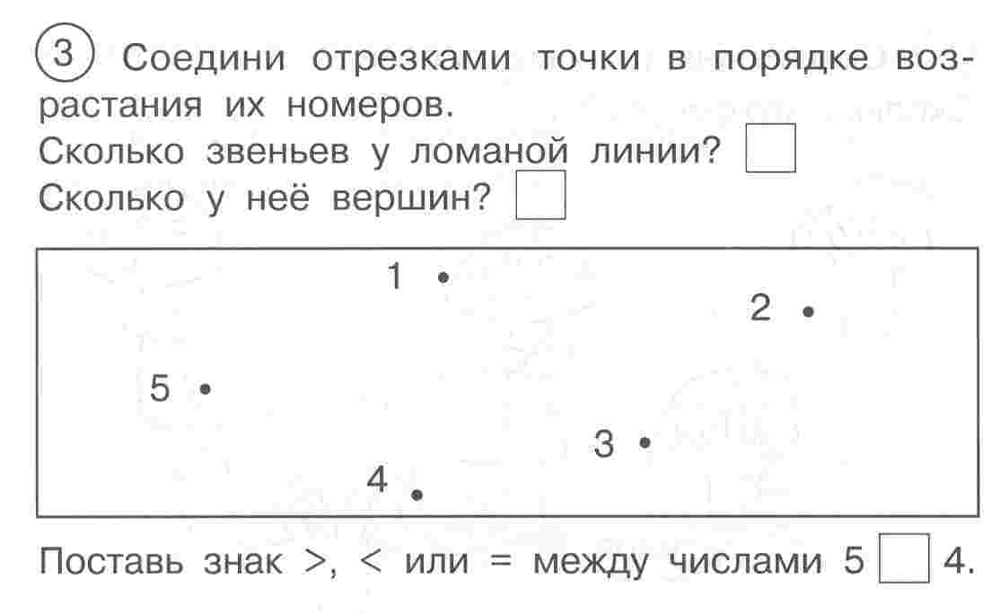 3 Соедини отрезками точки в порядке воз-
растания их номеров.
Сколько звеньев у ломаной линии?
Сколько у неё вершин?
1
2
5
3
4
Поставь знак >, < или = между числами 5 4.